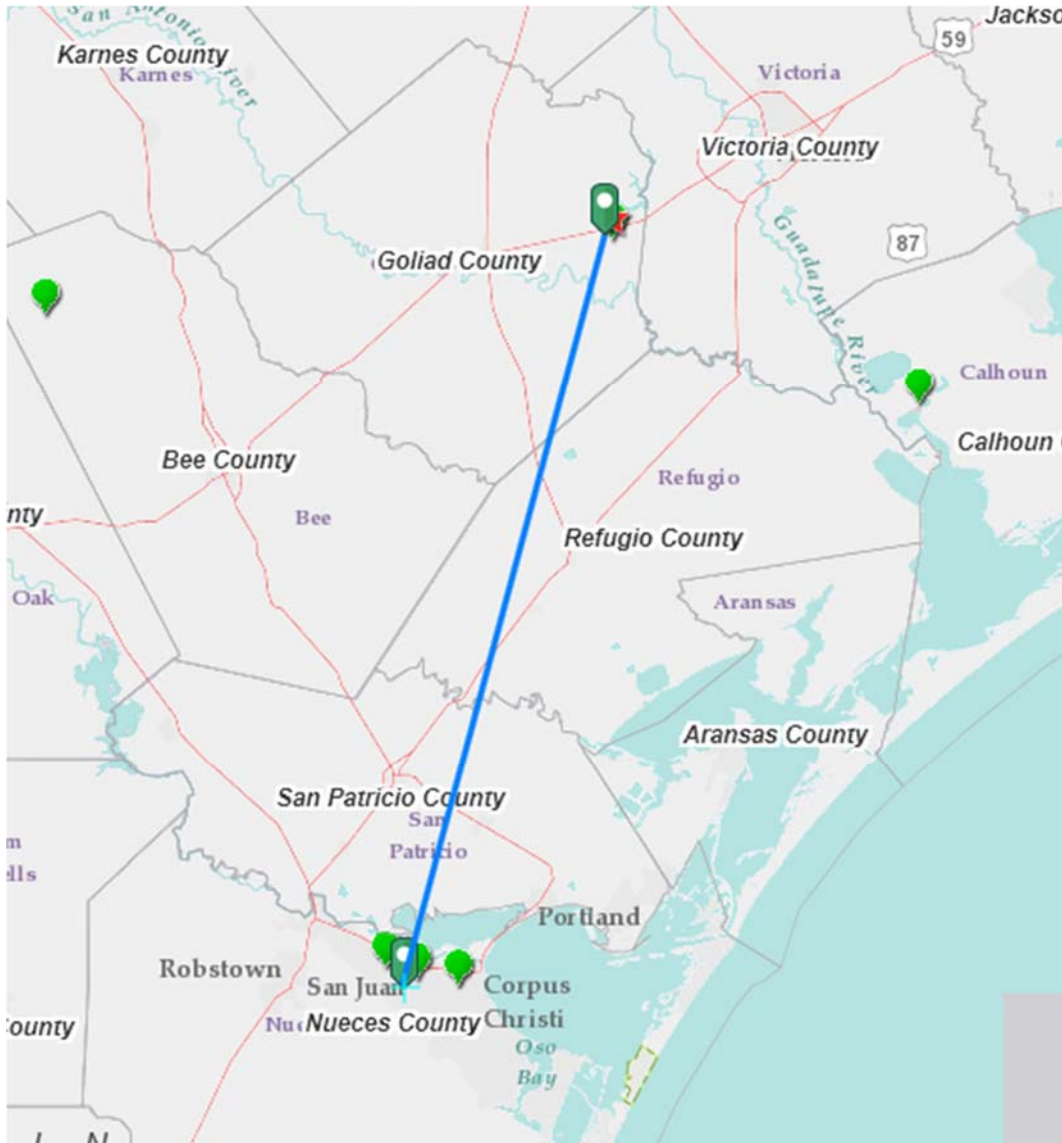 San Antonio River
Jackso
Karnes County
Karnes
59
Victoria
Victoria County
Goliad County
87
Guadalupe River
Calhoun
Calhoun
Bee County
Bee
Refugio
Refugio County
nty
Oak
Aransas
Aransas County
San Patricio County
San
Patricio
m
ells
Portland
Robstown
San Juan
Corpus
Christi
Nueces County
ounty
Oso
Bay